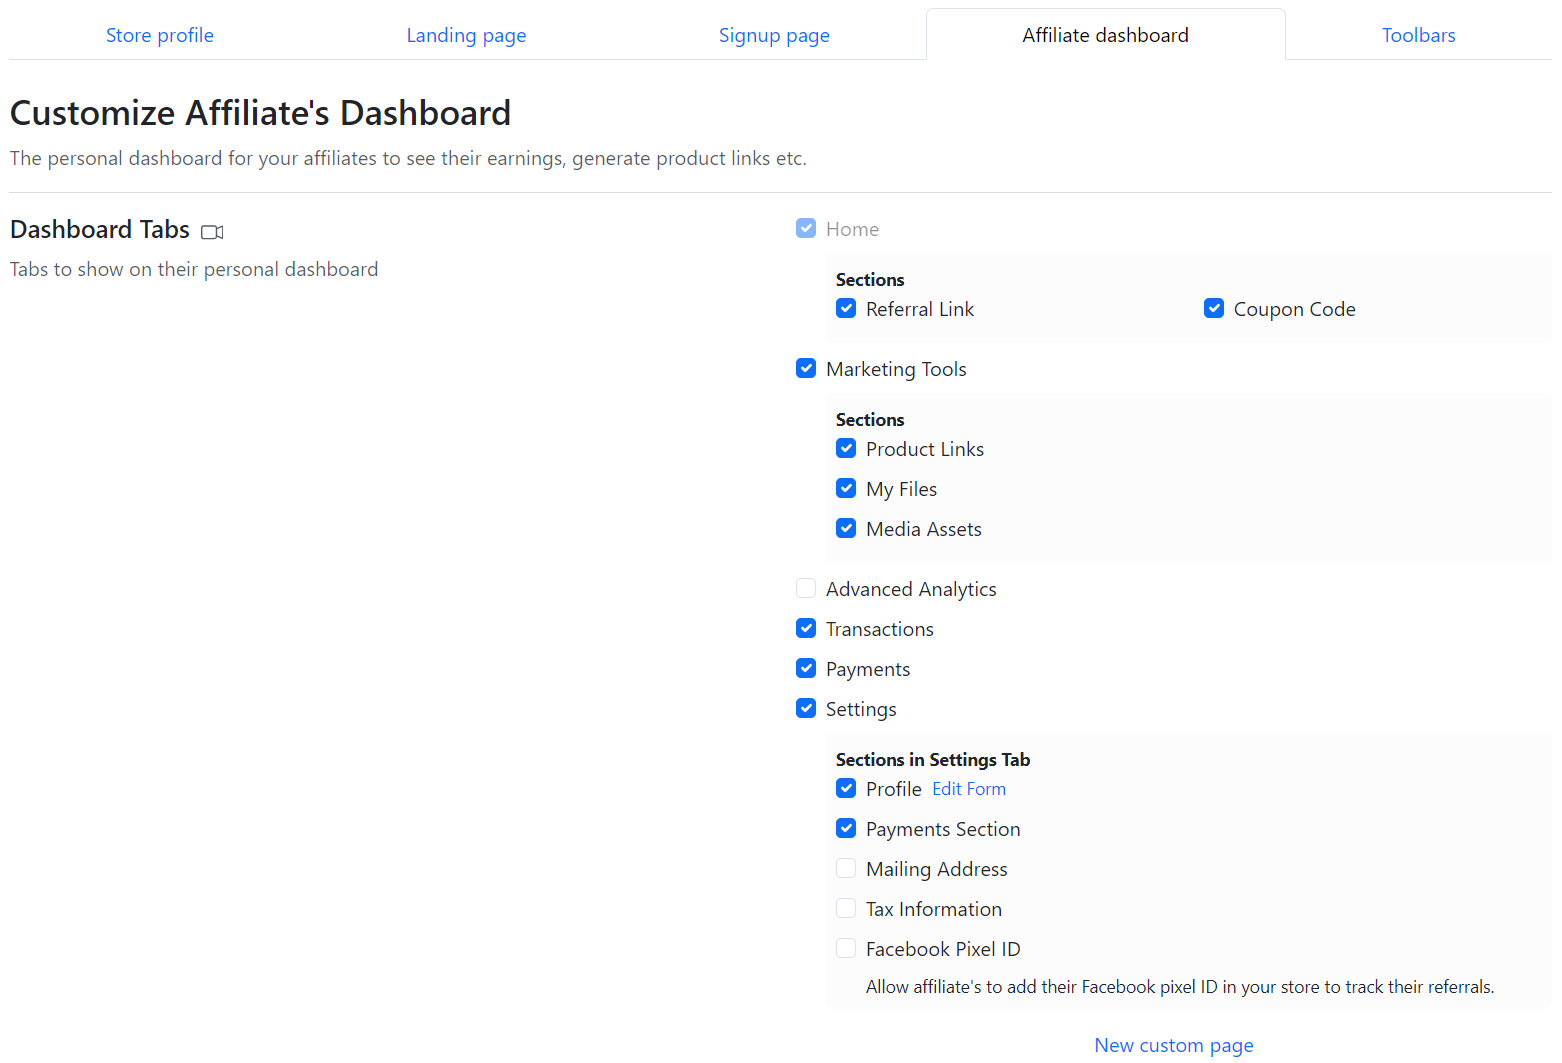 Store profile
Landing page
Signup page
Affiliate dashboard
Toolbars
Customize Affiliate's Dashboard
The personal dashboard for your affiliates to see their earnings, generate product links etc.
Dashboard Tabs
Tabs to show on their personal dashboard
Home
Sections
Referral Link
Coupon Code
Marketing Tools
Sections
Product Links
My Files
Media Assets
Advanced Analytics
Transactions
Payments
Settings
Sections in Settings Tab
Profile Edit Form
Payments Section
Mailing Address
Tax Information
Facebook Pixel ID
Allow affiliate's to add their Facebook pixel ID in your store to track their referrals.
New custom page